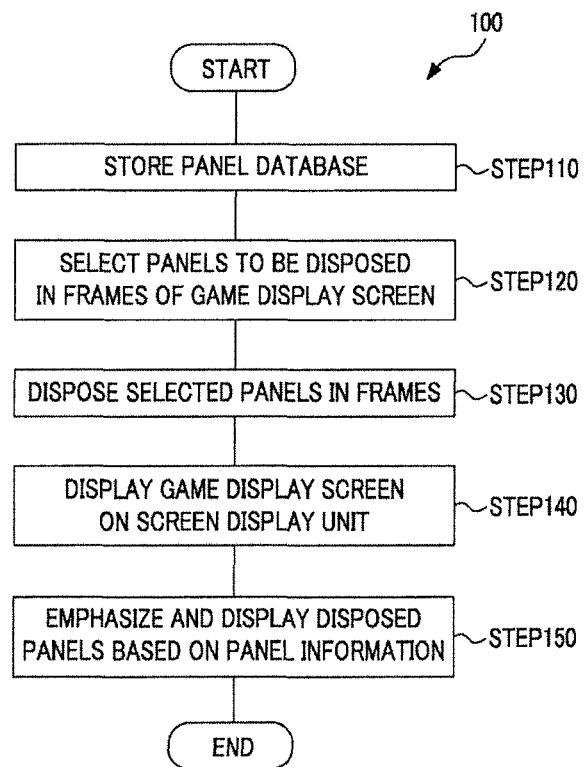 100
START
STORE PANEL DATABASE
STEP110
SELECT PANELS TO BE DISPOSED
IN FRAMES OF GAME DISPLAY SCREEN
STEP120
DISPOSE SELECTED PANELS IN FRAMES
STEP130
DISPLAY GAME DISPLAY SCREEN
ON SCREEN DISPLAY UNIT
STEP140
EMPHASIZE AND DISPLAY DISPOSED
PANELS BASED ON PANEL INFORMATION
STEP150
END